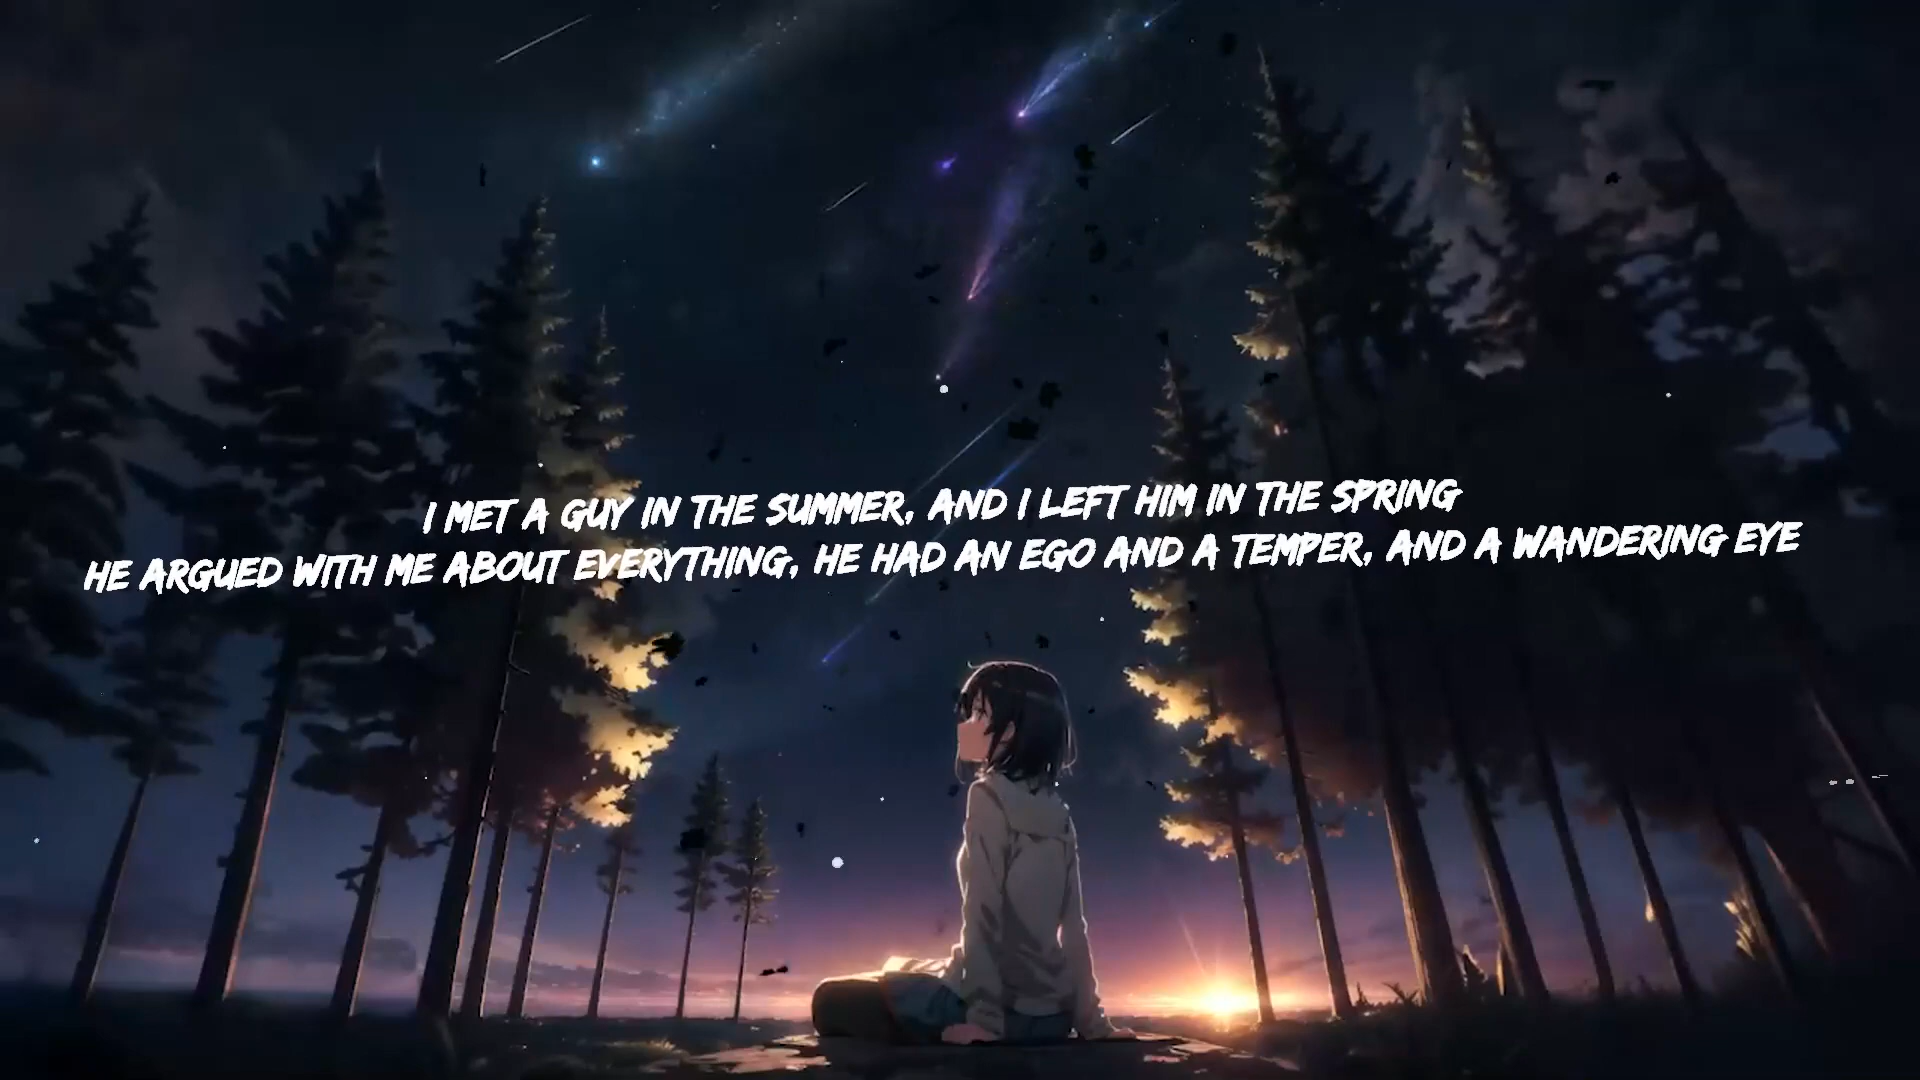 I MET A GUY IN THE SUMMER, AND I LEFT HIM IN THE SPRING
HE ARGUED WITH ME ABOUT EVERYTHING, HE HAD AN EGO AND A TEMPER, AND A WANDERING EYE